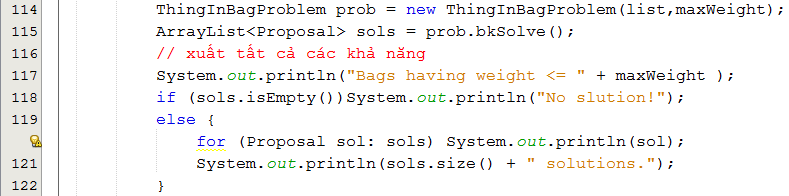 114 ThingInBagProblem prob = new ThingInBagProblem(list,maxWeight);
115 ArrayList<Proposal> sols = prob.bkSolve();
116 // xuất tất cả các khả năng
117 System.out.println("Bags having weight <= " + maxWeight );
118 if (sols.isEmpty())System.out.println("No slution!");
119 else {
for (Proposal sol: sols) System.out.println(sol);
121 System.out.println(sols.size() + " solutions.");
122 }